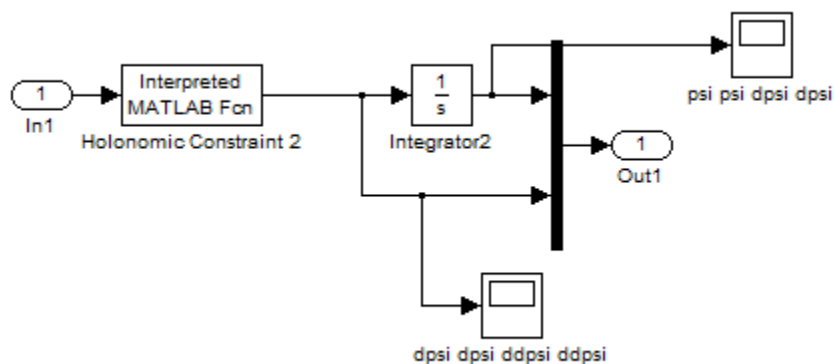 psi psi dpsi dpsi
1
In1
Interpreted
MATLAB Fcn
Holonomic Constraint 2
1
s
Integrator2
1
Out1
dpsi dpsi ddpsi ddpsi